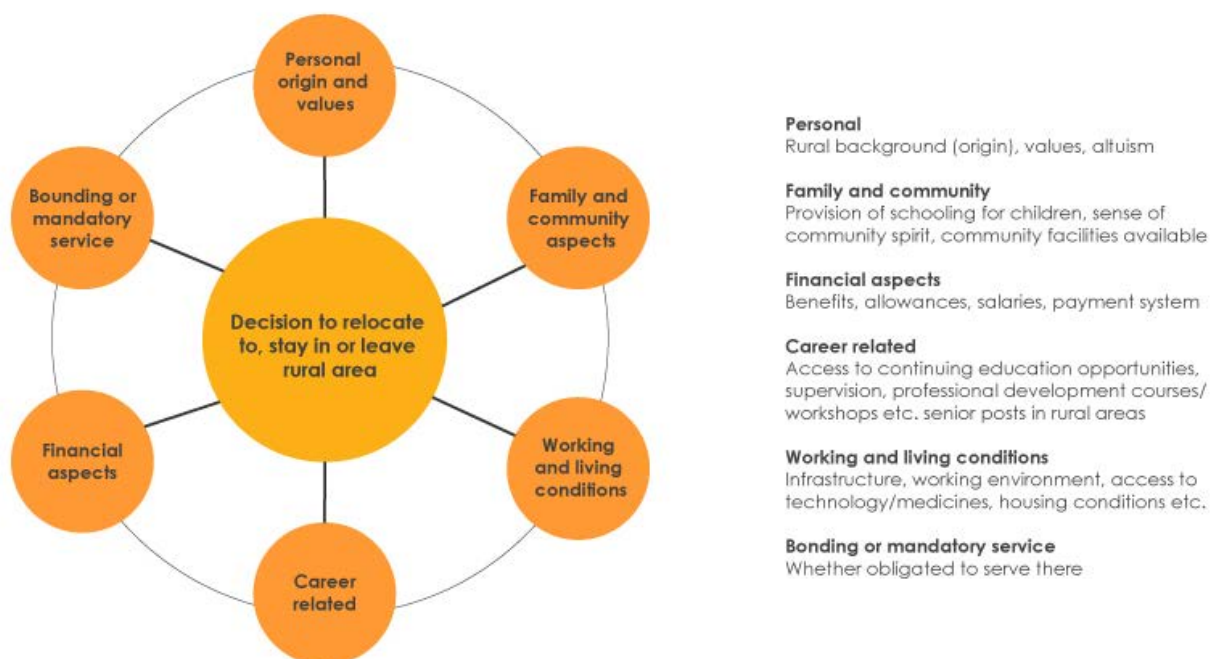 Personal
origin and
values
Family and
community
aspects
Working
and living
conditions
Career
related
Financial
aspects
Bounding or
mandatory
service
Decision to relocate
to, stay in or leave
rural area
Personal
Rural background (origin), values, altuism
Family and community
Provision of schooling for children, sense of
community spirit, community facilities available
Financial aspects
Benefits, allowances, salaries, payment system
Career related
Access to continuing education opportunities,
supervision, professional development courses/
workshops etc. senior posts in rural areas
Working and living conditions
Infrastructure, working environment, access to
technology/medicines, housing conditions etc.
Bonding or mandatory service
Whether obligated to serve there